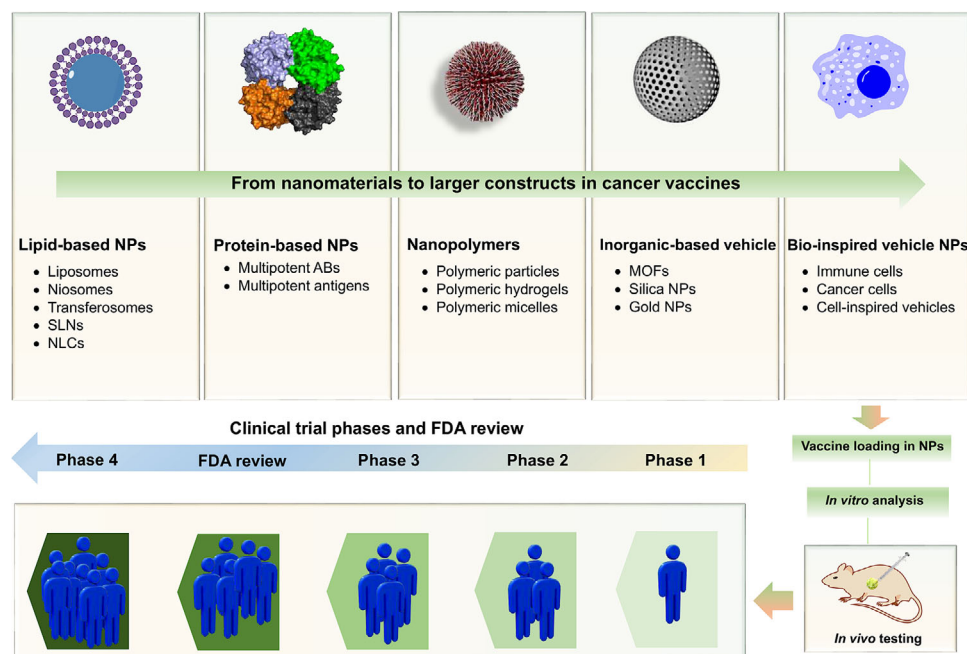 From nanomaterials to larger constructs in cancer vaccines
Lipid-based NPs
• Liposomes
• Niosomes
• Transferosomes
• SLNs
• NLCs
Protein-based NPs
• Multipotent ABs
• Multipotent antigens
Nanopolymers
• Polymeric particles
• Polymeric hydrogels
• Polymeric micelles
Inorganic-based vehicle
• MOFs
• Silica NPs
• Gold NPs
Bio-inspired vehicle NPs
• Immune cells
• Cancer cells
• Cell-inspired vehicles
Vaccine loading in NPs
In vitro analysis
In vivo testing
Clinical trial phases and FDA review
Phase 4
FDA review
Phase 3
Phase 2
Phase 1